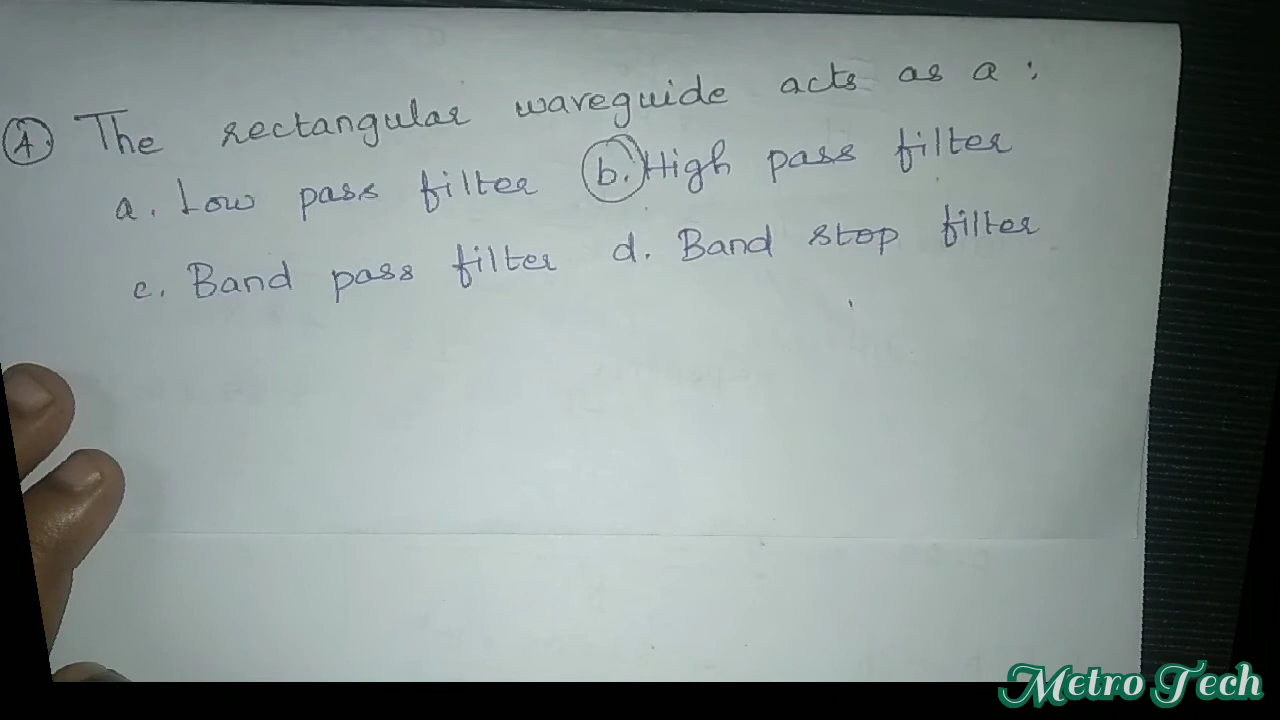 4. The rectangular waveguide acts as a :
a. Low pass filter b. High pass filter
c. Band pass filter d. Band stop filter
Metro Tech